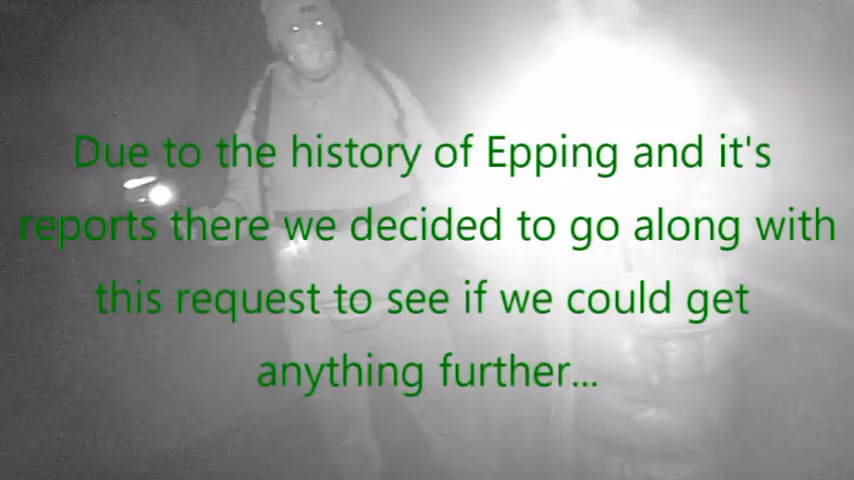 Due to the history of Epping and it's
reports there we decided to go along with
this request to see if we could get
anything further...